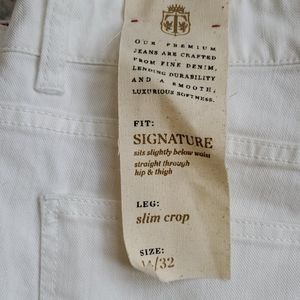 OUR PREMIUM
JEANS ARE CRAFTED
FROM FINE DENIM,
LENDING DURABILITY
AND A SMOOTH,
LUXURIOUS SOFTNESS.
FIT:
SIGNATURE
sits slightly below waist
straight through
hip & thigh
LEG:
slim crop
SIZE:
/32